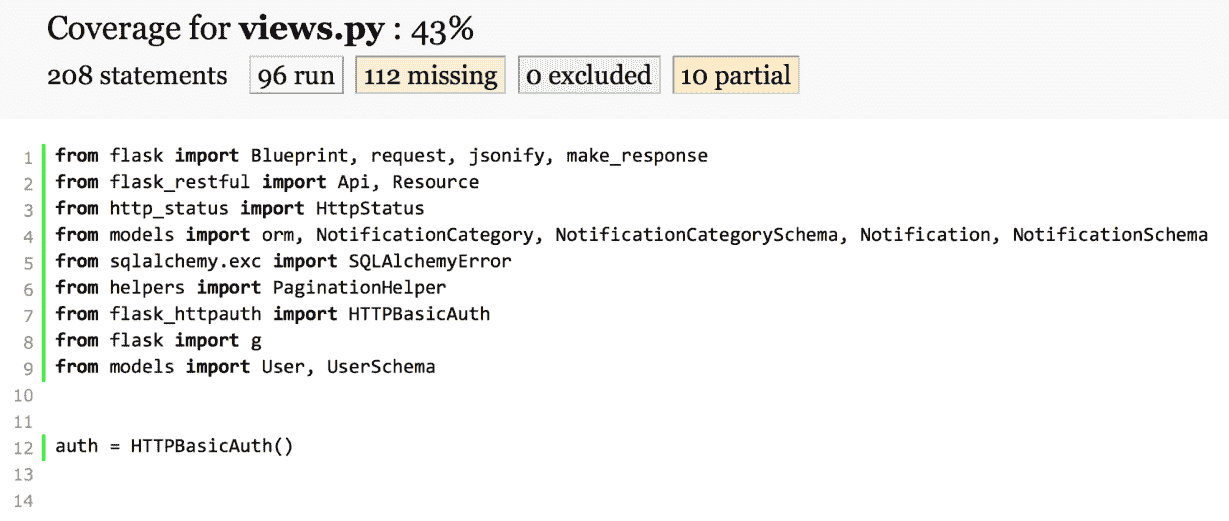 Coverage for views.py : 43%
208 statements 96 run 112 missing 0 excluded 10 partial
1 from flask import Blueprint, request, jsonify, make_response
2 from flask_restful import Api, Resource
3 from http_status import HttpStatus
4 from models import orm, NotificationCategory, NotificationCategorySchema, Notification, NotificationSchema
5 from sqlalchemy.exc import SQLAlchemyError
6 from helpers import PaginationHelper
7 from flask_httpauth import HTTPBasicAuth
8 from flask import g
9 from models import User, UserSchema
10
11
12 auth = HTTPBasicAuth()
13
14